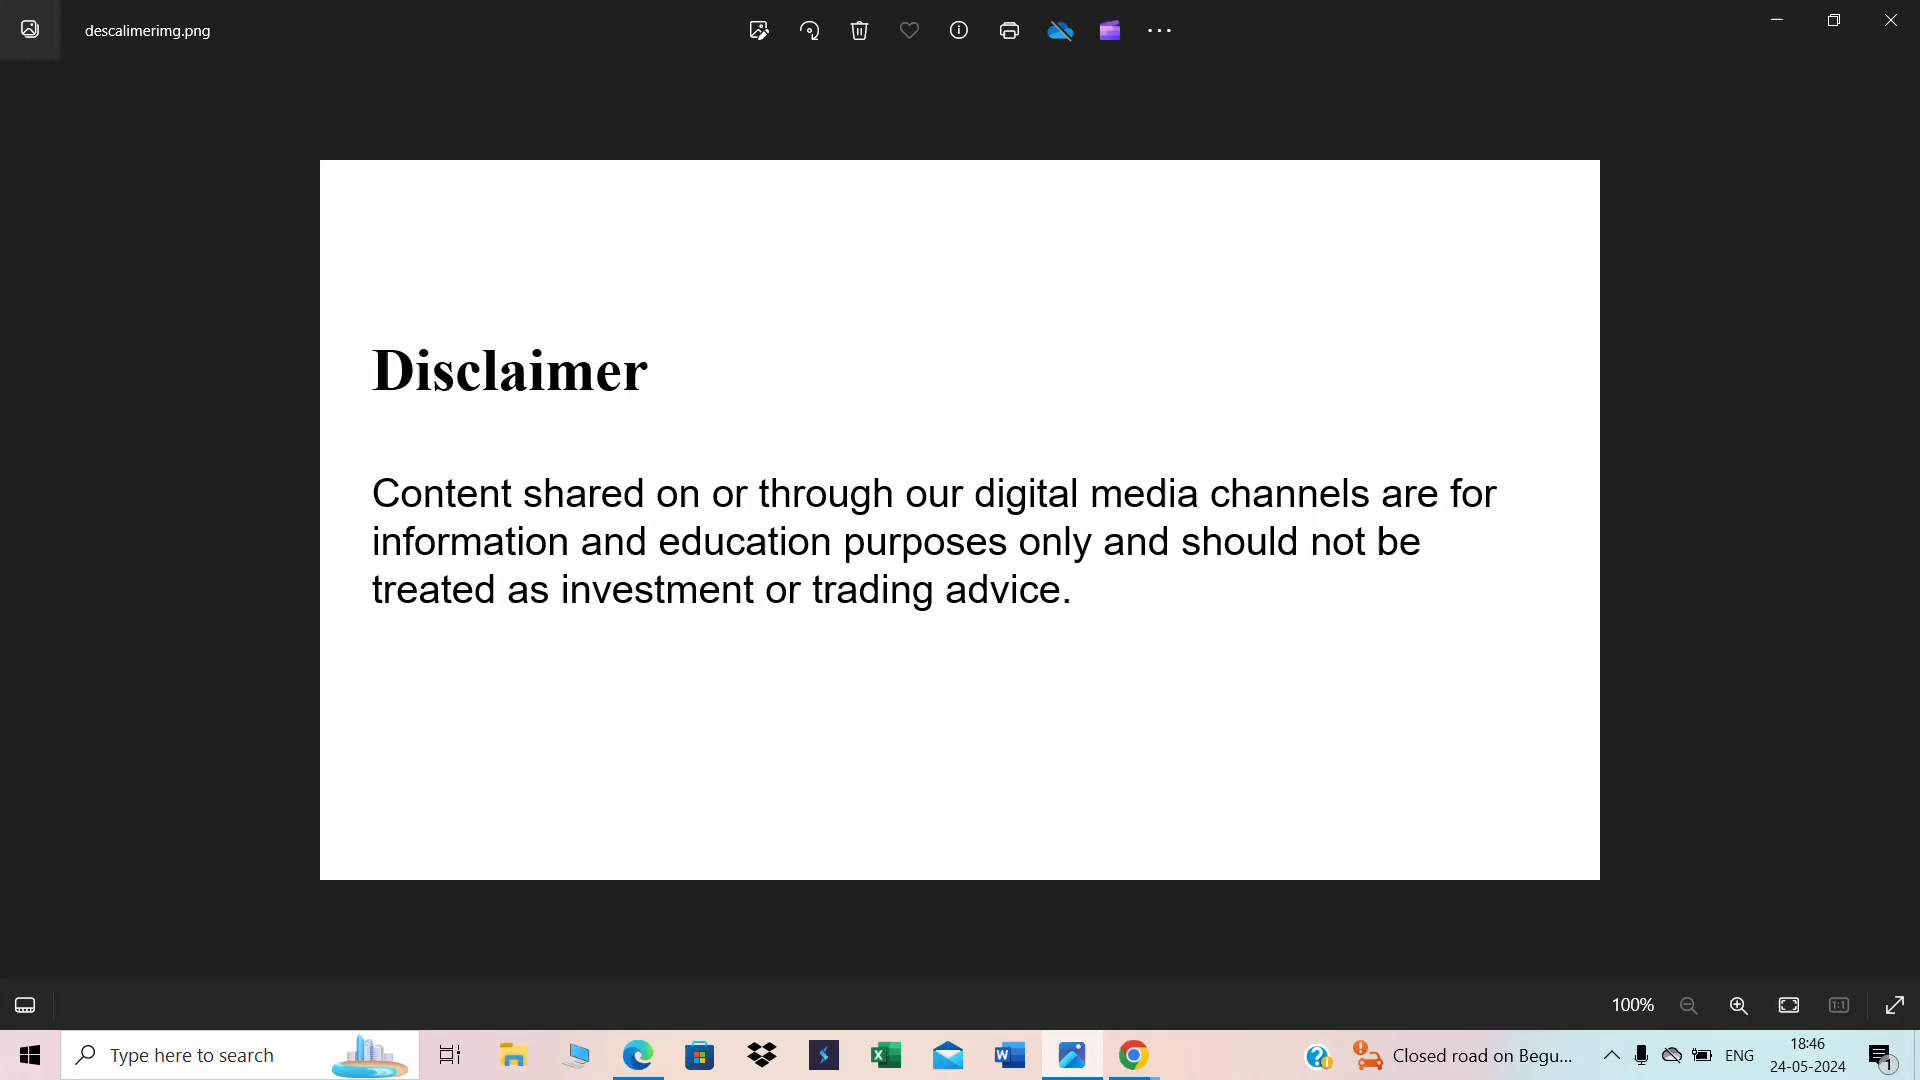 descalimerimg.png
Disclaimer
Content shared on or through our digital media channels are for
information and education purposes only and should not be
treated as investment or trading advice.
100%
Type here to search
Closed road on Begu...
ENG
18:46
24-05-2024
1